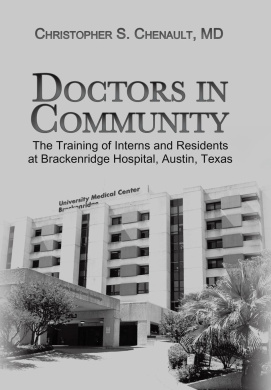 CHRISTOPHER S. CHENAULT, MD
DOCTORS IN
COMMUNITY
The Training of Interns and Residents
at Brackenridge Hospital, Austin, Texas
University Medical Center
Brackenridge